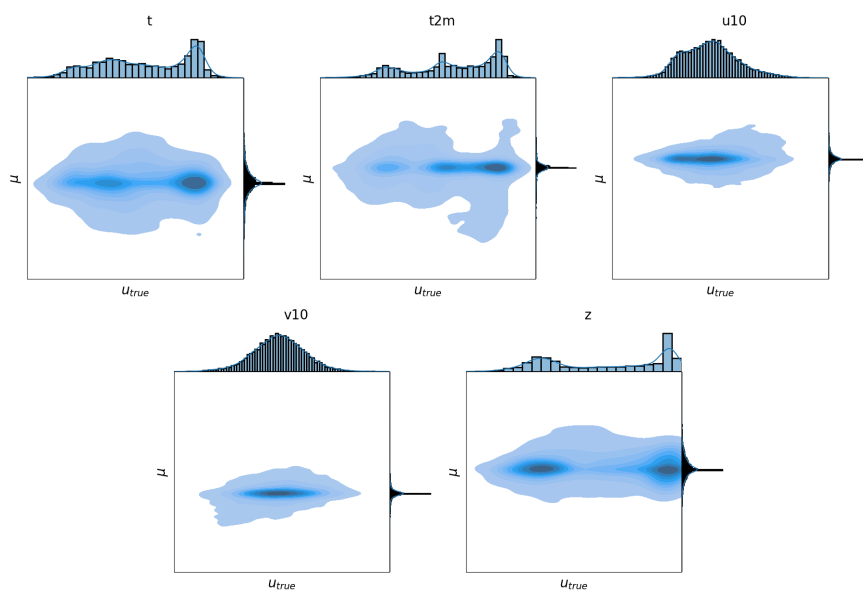 t
t2m
u10
μ
μ
μ
u_true
u_true
u_true
v10
z
μ
μ
u_true
u_true